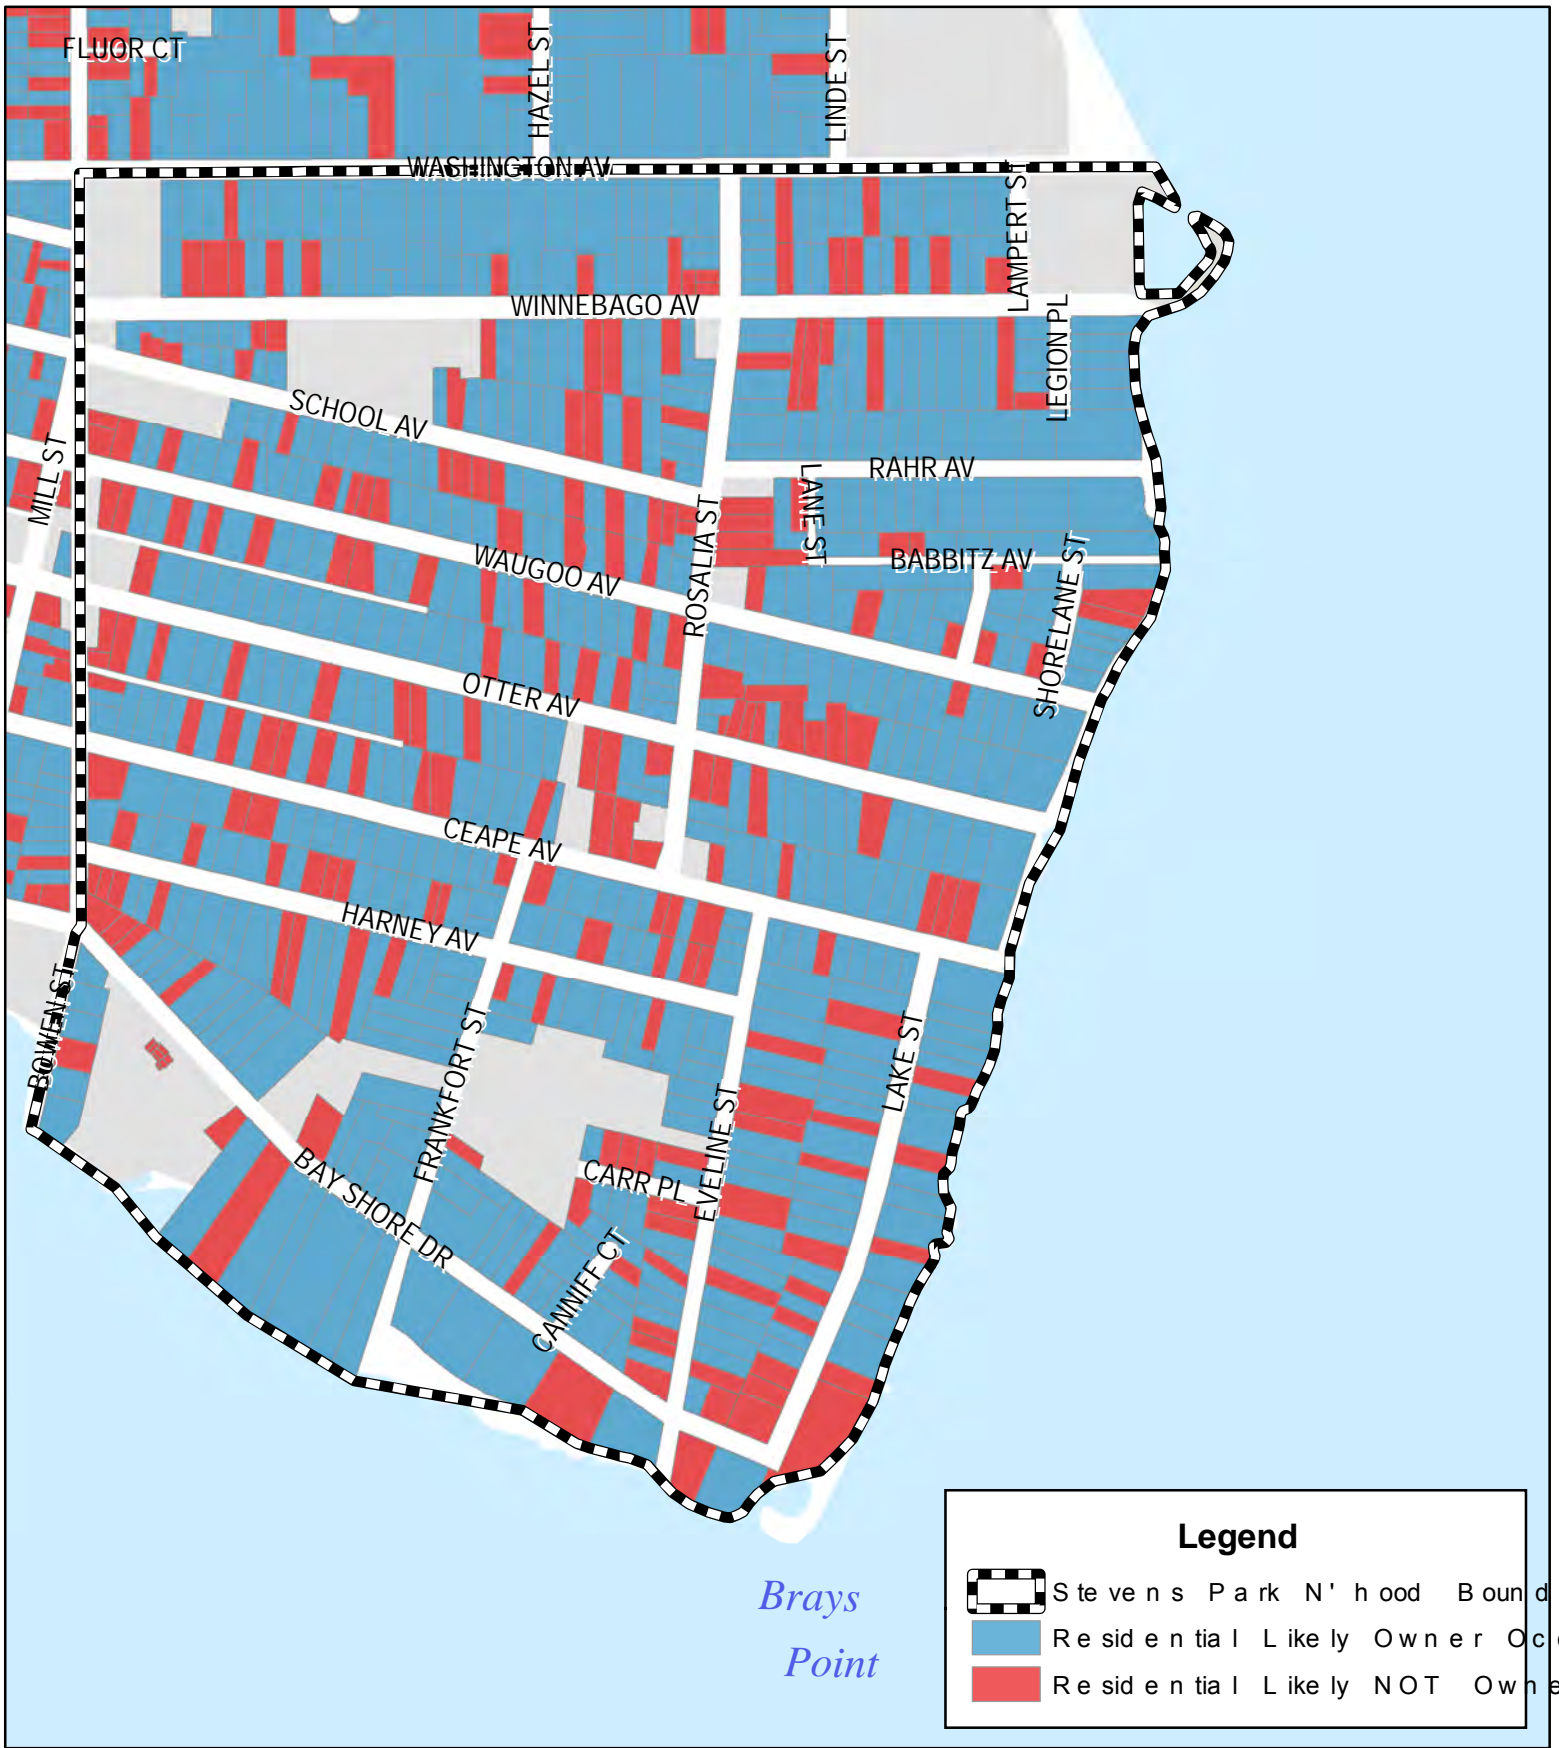 FLUOR CT
HAZEL ST
LINDE ST
WASHINGTON AV
LAMPERT ST
WINNEBAGO AV
LEGION PL
SCHOOL AV
MILL ST
RAHR AV
LANE ST
ROSALIA ST
WAUGOO AV
BABBITZ AV
SHORELANE ST
OTTER AV
CEAPE AV
HARNEY AV
BOWEN ST
FRANKFORT ST
LAKE ST
EVELINE ST
CARR PL
BAY SHORE DR
CANNIFF CT
Brays
Point
Legend
Stevens Park N'hood Bound
Residential Likely Owner Occ
Residential Likely NOT Owne